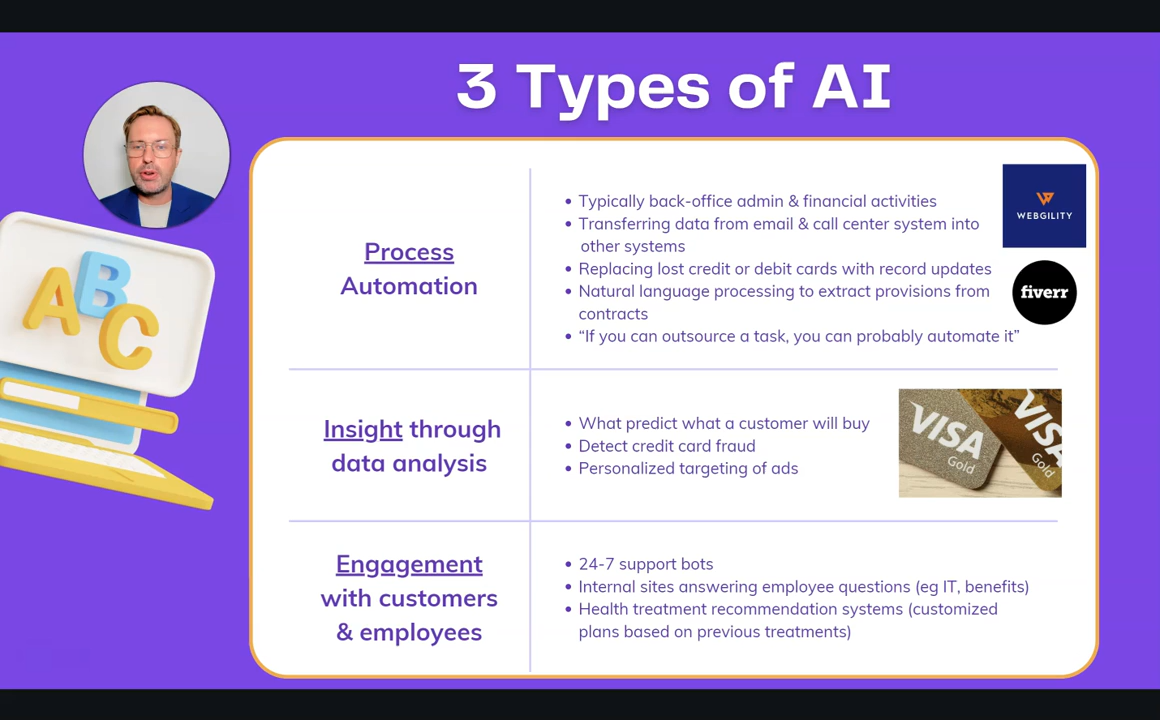 3 Types of AI
A
B
C
Process
Automation
• Typically back-office admin & financial activities
• Transferring data from email & call center system into
other systems
• Replacing lost credit or debit cards with record updates
• Natural language processing to extract provisions from
contracts
• “If you can outsource a task, you can probably automate it”
WEBGILITY
fiverr
Insight through
data analysis
• What predict what a customer will buy
• Detect credit card fraud
• Personalized targeting of ads
VISA
Gold
VISA
Gold
Engagement
with customers
& employees
• 24-7 support bots
• Internal sites answering employee questions (eg IT, benefits)
• Health treatment recommendation systems (customized
plans based on previous treatments)